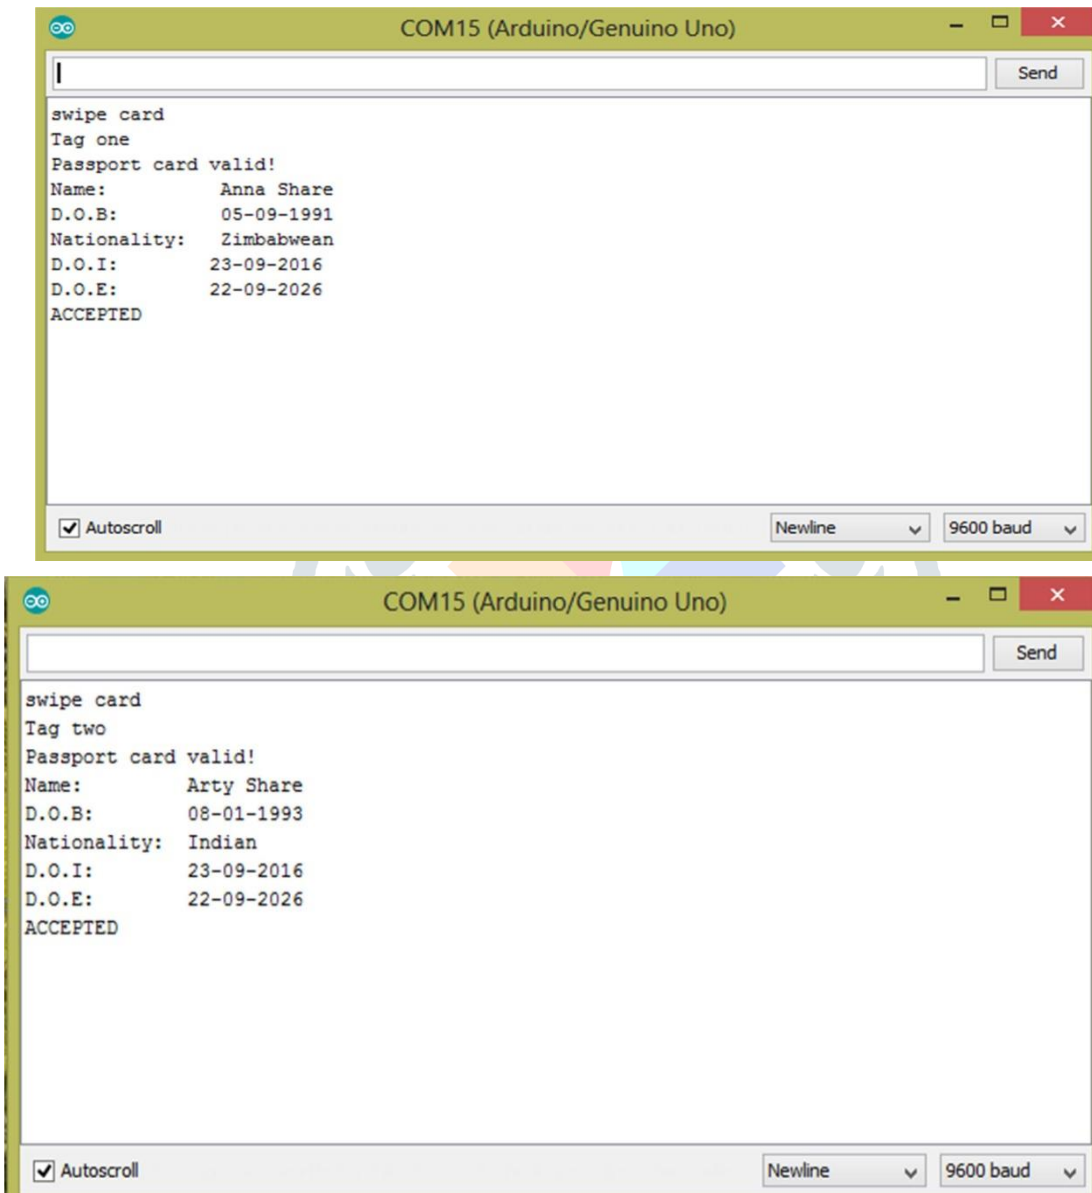 COM15 (Arduino/Genuino Uno)
Send
swipe card
Tag one
Passport card valid!
Name: Anna Share
D.O.B: 05-09-1991
Nationality: Zimbabwean
D.O.I: 23-09-2016
D.O.E: 22-09-2026
ACCEPTED
Autoscroll
Newline
9600 baud
COM15 (Arduino/Genuino Uno)
Send
swipe card
Tag two
Passport card valid!
Name: Arty Share
D.O.B: 08-01-1993
Nationality: Indian
D.O.I: 23-09-2016
D.O.E: 22-09-2026
ACCEPTED
Autoscroll
Newline
9600 baud